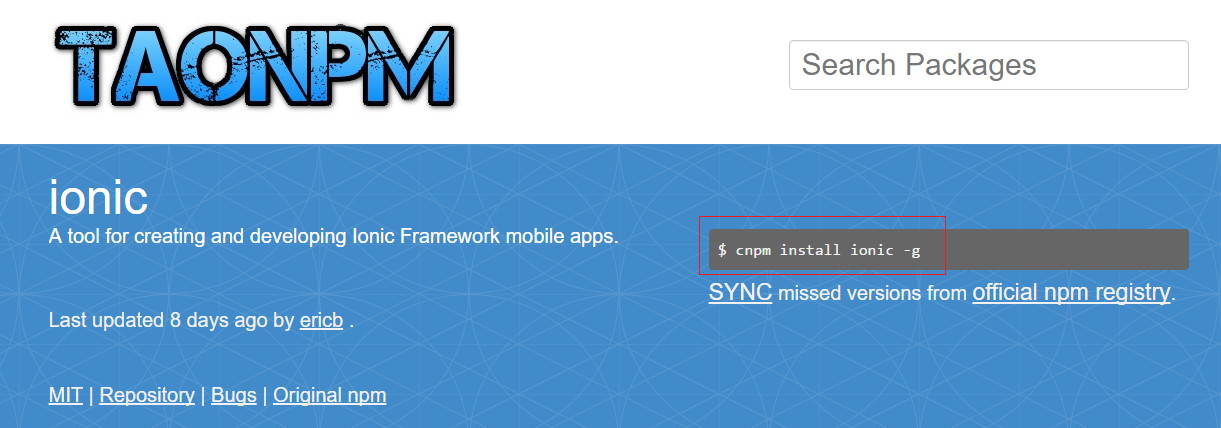 TAONPM
Search Packages
ionic
A tool for creating and developing Ionic Framework mobile apps.
$ cnpm install ionic -g
SYNC missed versions from official npm registry.
Last updated 8 days ago by ericb .
MIT | Repository | Bugs | Original npm